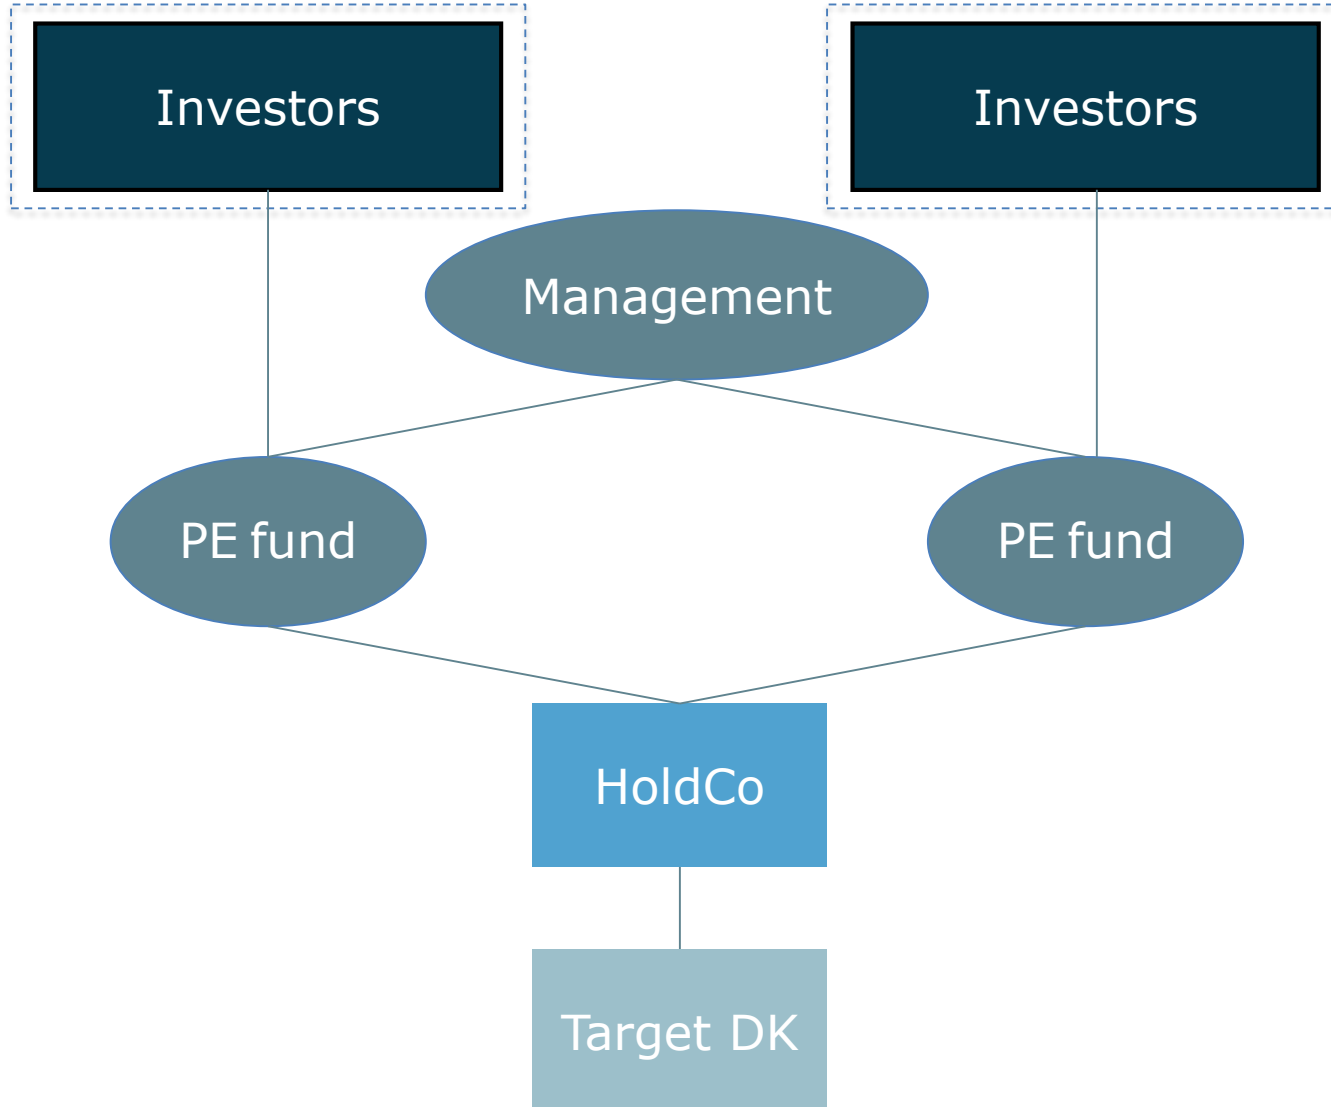 Investors
Investors
Management
PE fund
PE fund
HoldCo
Target DK